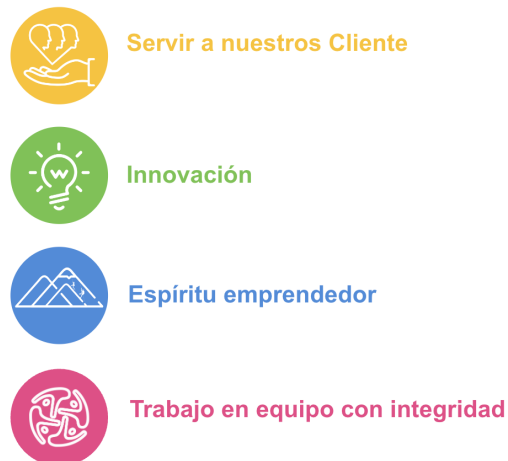 Servir a nuestros Cliente
w
Innovación
Espíritu emprendedor
Trabajo en equipo con integridad